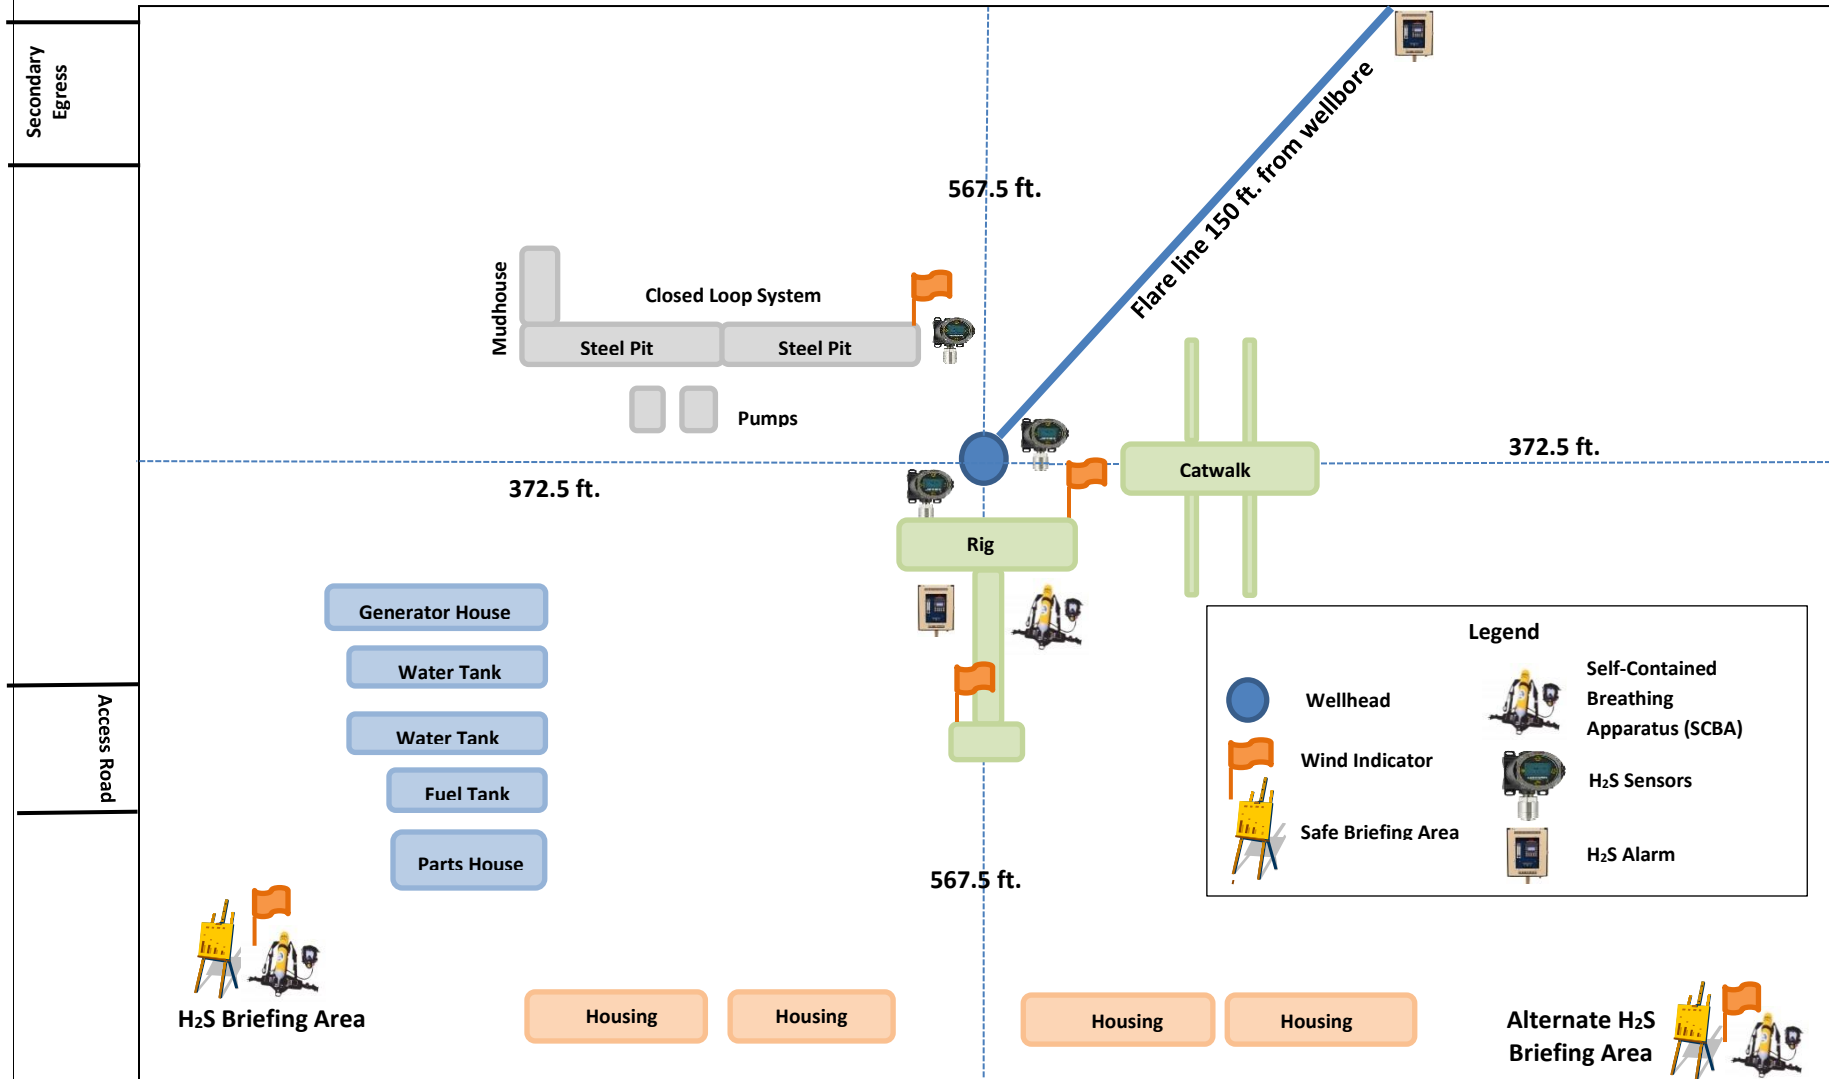 Secondary
Egress
567.5 ft.
Flare line 150 ft. from wellbore
Mudhouse
Closed Loop System
Steel Pit
Steel Pit
Pumps
372.5 ft.
372.5 ft.
Catwalk
Rig
Generator House
Water Tank
Water Tank
Fuel Tank
Parts House
Access Road
567.5 ft.
Legend
Wellhead
Wind Indicator
Safe Briefing Area
Self-Contained
Breathing
Apparatus (SCBA)
H2S Sensors
H2S Alarm
H2S Briefing Area
Housing
Housing
Housing
Housing
Alternate H2S
Briefing Area